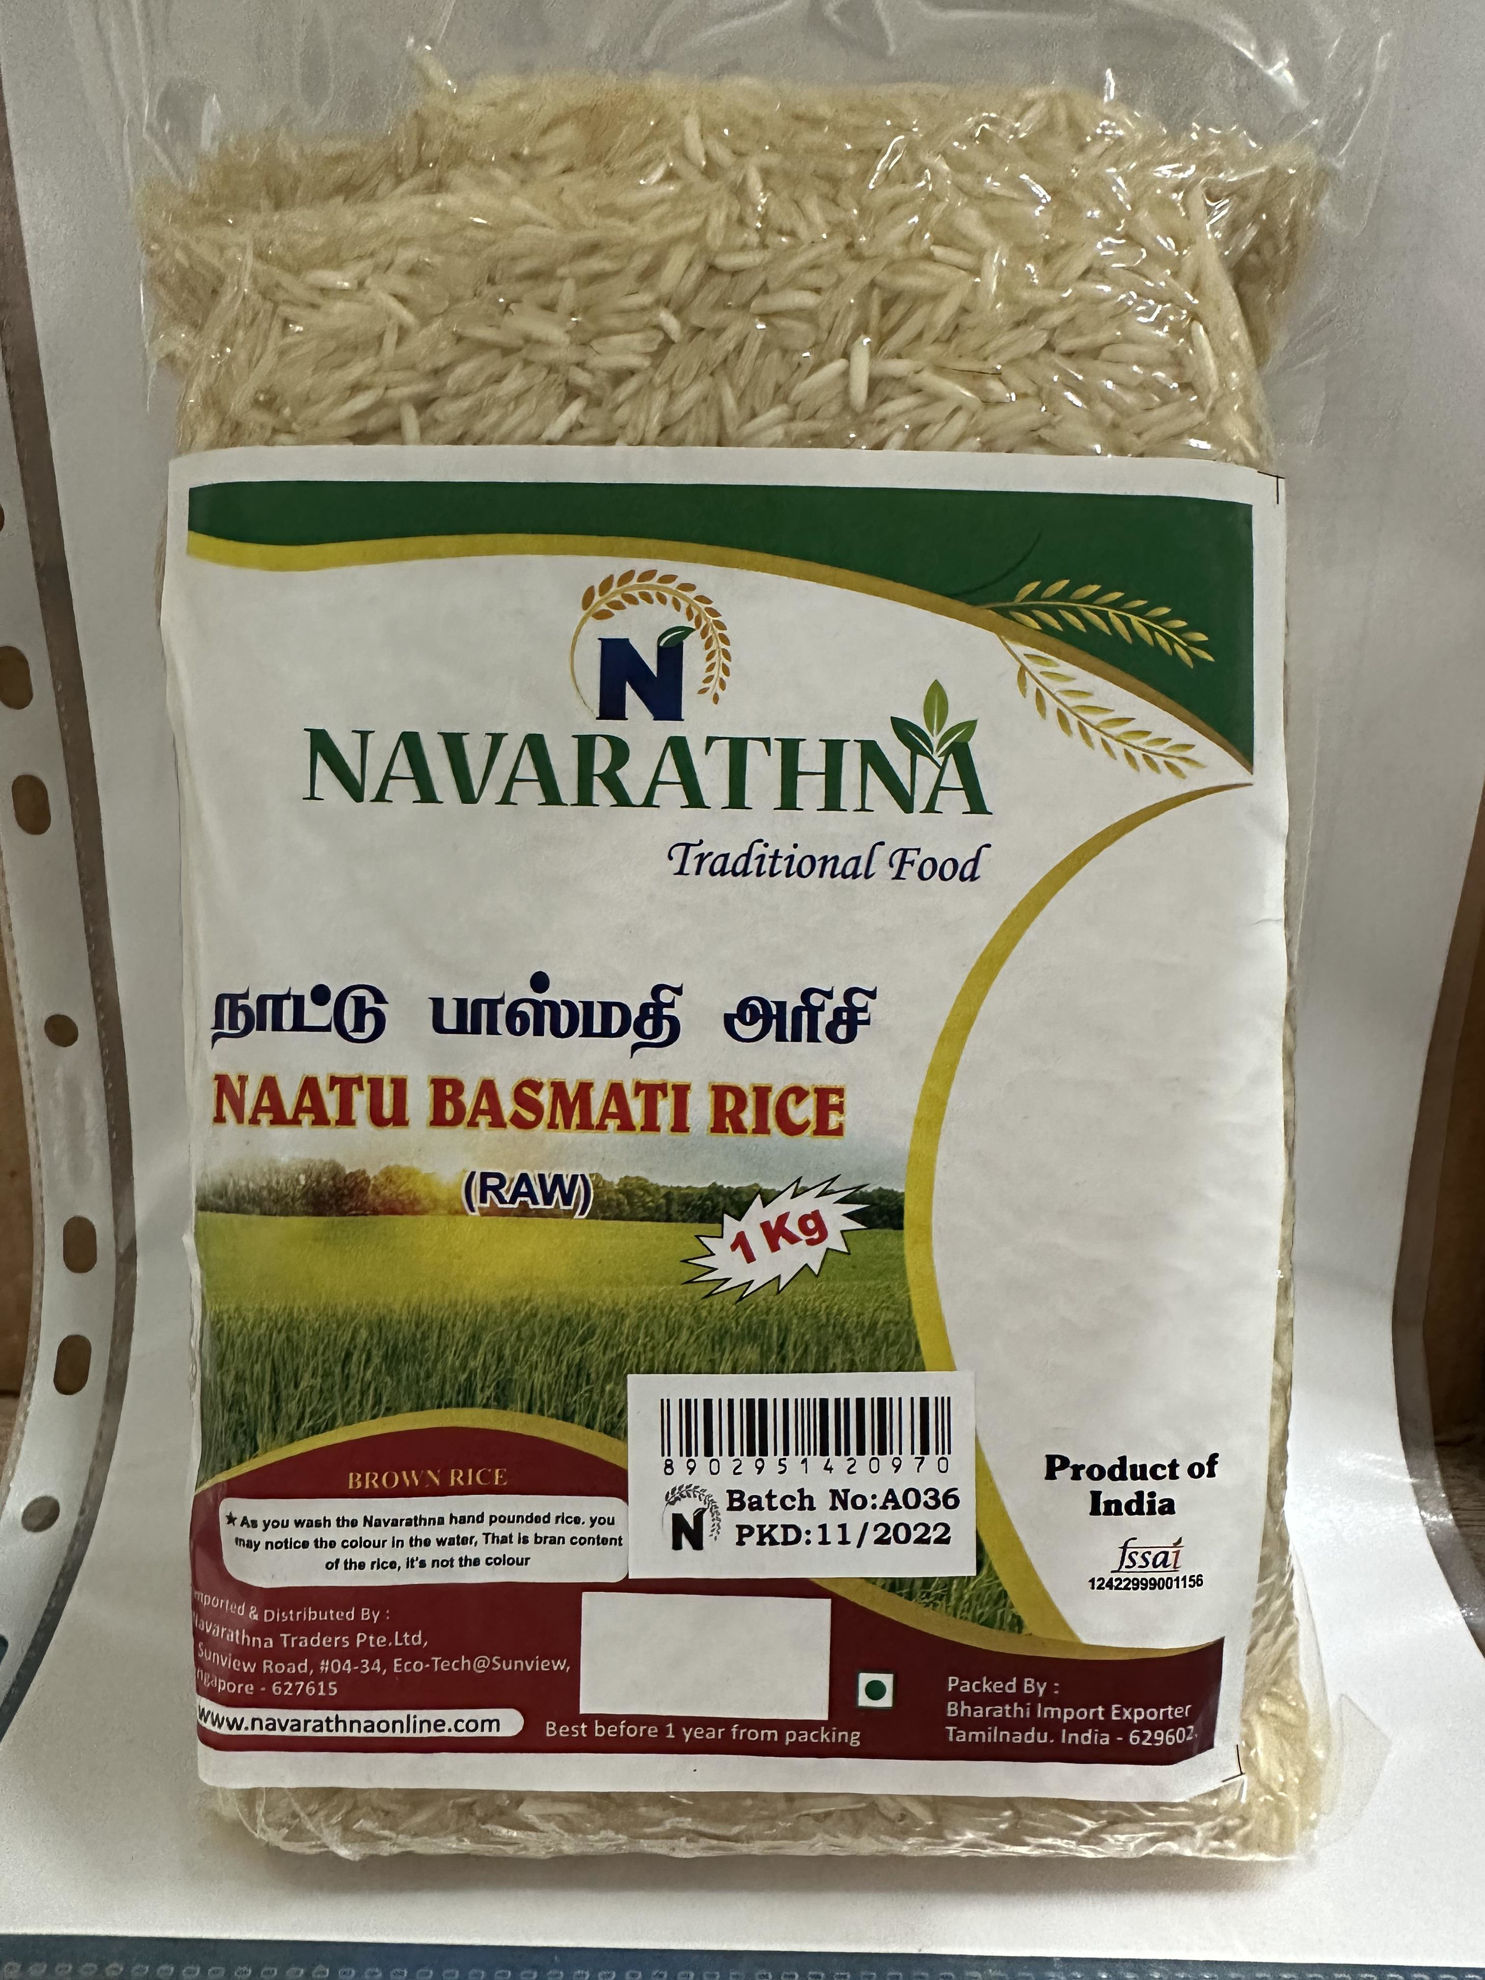 N
NAVARATHNA
Traditional Food
நாட்டு பாஸ்மதி அரிசி
NAATU BASMATI RICE
(RAW)
1 Kg
BROWN RICE
★ As you wash the Navarathna hand pounded rice, you
may notice the colour in the water, That is bran content
of the rice, it's not the colour
8902951420970
N
Batch No:A036
PKD:11/2022
Product of
India
fssai
12422999001156
mported & Distributed By :
Navarathna Traders Pte.Ltd,
Sunview Road, #04-34, Eco-Tech@Sunview,
ngapore - 627615
www.navarathnaonline.com
Best before 1 year from packing
Packed By :
Bharathi Import Exporter
Tamilnadu. India - 629602.